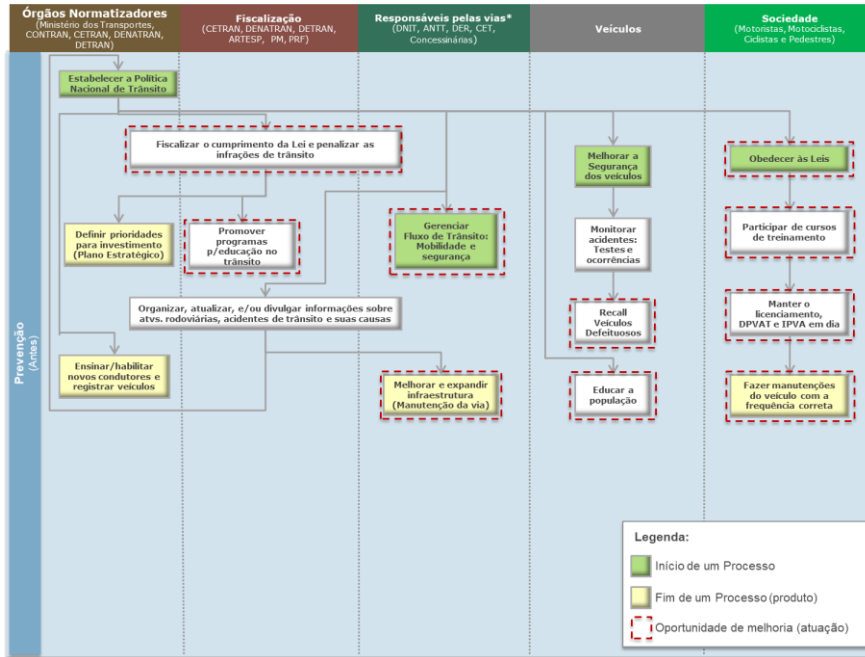 Órgãos Normatizadores
(Ministério dos Transportes,
CONTRAN, CETRAN, DENATRAN,
DETRAN)
Fiscalização
(CETRAN, DENATRAN, DETRAN,
ARTESP, PM, PRF)
Responsáveis pelas vias*
(DNIT, ANTT, DER, CET,
Concessinárias)
Veículos
Sociedade
(Motoristas, Motociclistas,
Ciclistas e Pedestres)
Prevenção
(Antes)
Estabelecer a Política
Nacional de Trânsito
Fiscalizar o cumprimento da Lei e penalizar as
infrações de trânsito
Melhorar a
Segurança
dos veículos
Obedecer às Leis
Definir prioridades
para investimento
(Plano Estratégico)
Promover
programas
p/educação no
trânsito
Gerenciar
Fluxo de Trânsito:
Mobilidade e
segurança
Monitorar
acidentes:
Testes e
ocorrências
Participar de cursos
de treinamento
Organizar, atualizar, e/ou divulgar informações sobre
atvs. rodoviárias, acidentes de trânsito e suas causas
Recall
Veículos
Defeituosos
Manter o
licenciamento,
DPVAT e IPVA em dia
Ensinar/habilitar
novos condutores e
registrar veículos
Melhorar e expandir
infraestrutura
(Manutenção da via)
Educar a
população
Fazer manutenções
do veículo com a
frequência correta
Legenda:
Início de um Processo
Fim de um Processo (produto)
Oportunidade de melhoria (atuação)